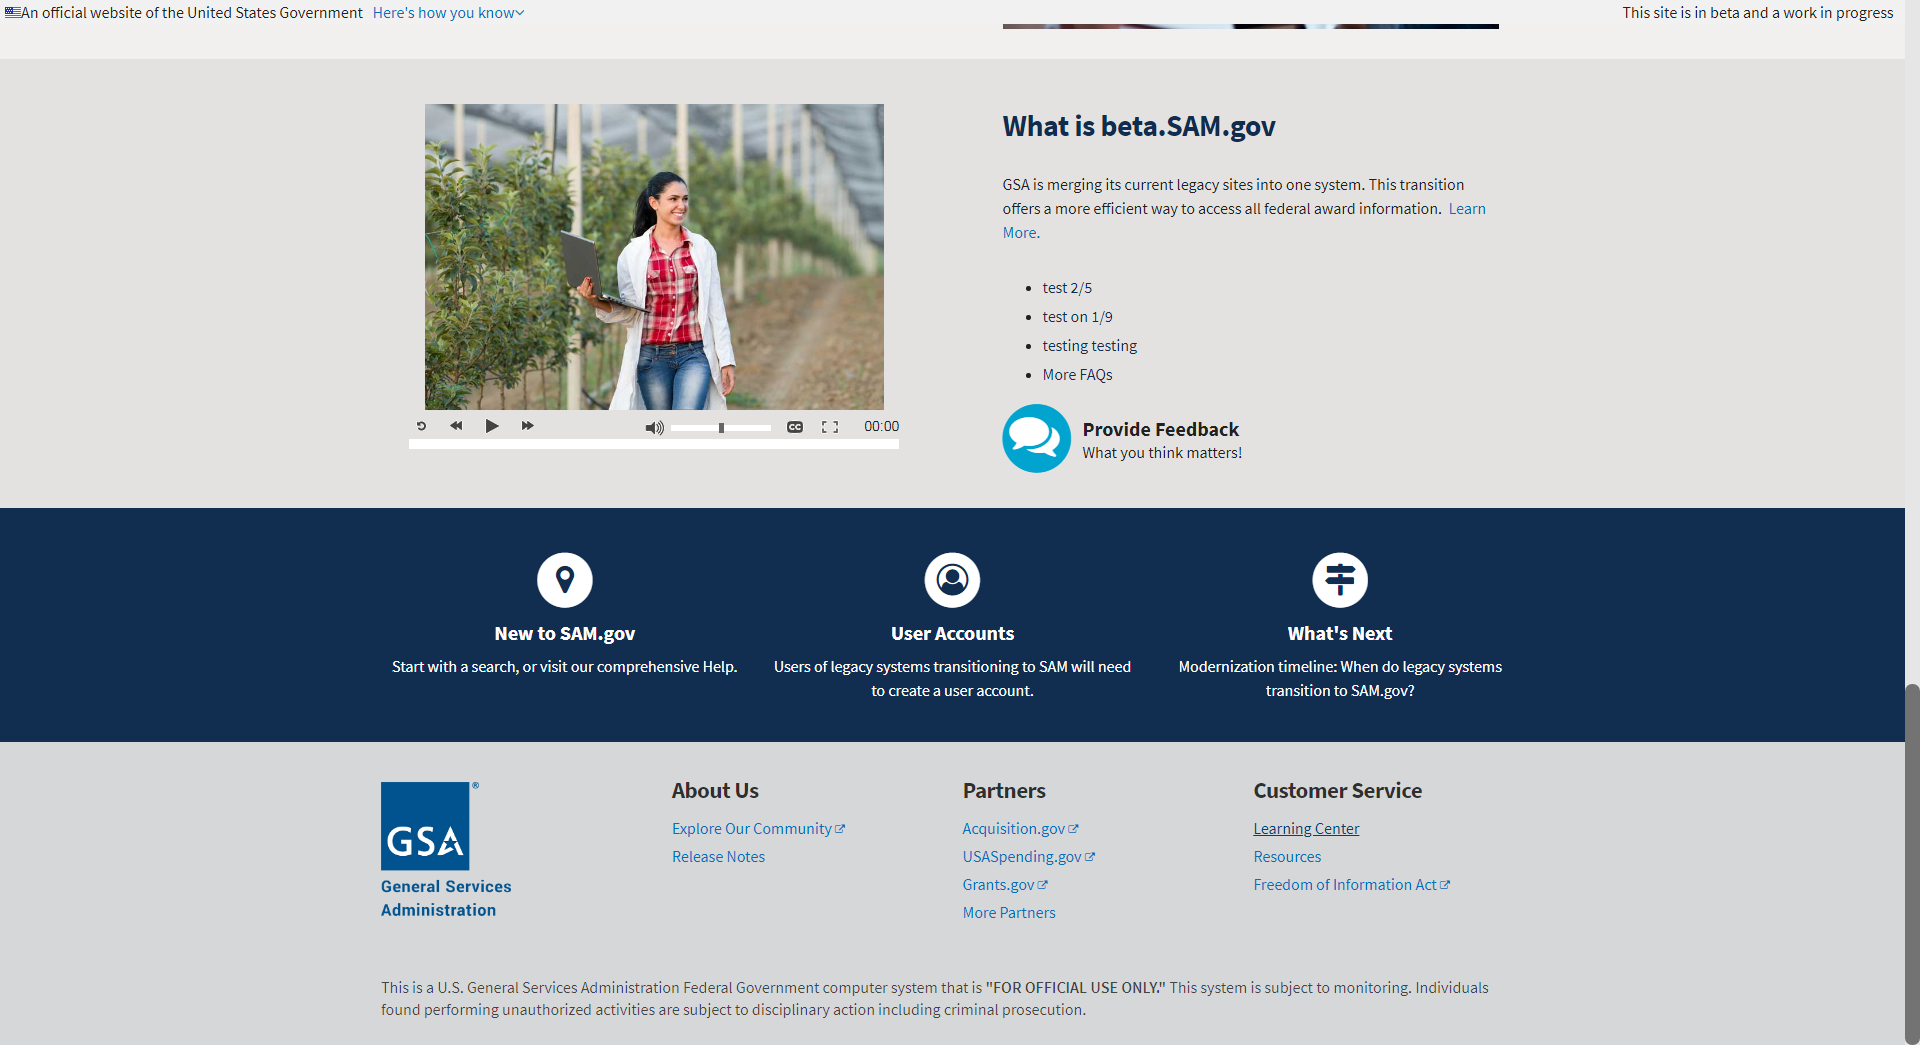 An official website of the United States Government Here's how you know
This site is in beta and a work in progress
What is beta.SAM.gov
GSA is merging its current legacy sites into one system. This transition
offers a more efficient way to access all federal award information. Learn
More.
test 2/5
test on 1/9
testing testing
More FAQs
CC
00:00
Provide Feedback
What you think matters!
New to SAM.gov
Start with a search, or visit our comprehensive Help.
User Accounts
Users of legacy systems transitioning to SAM will need
to create a user account.
What's Next
Modernization timeline: When do legacy systems
transition to SAM.gov?
GSA ®
General Services
Administration
About Us
Explore Our Community
Release Notes
Partners
Acquisition.gov
USASpending.gov
Grants.gov
More Partners
Customer Service
Learning Center
Resources
Freedom of Information Act
This is a U.S. General Services Administration Federal Government computer system that is "FOR OFFICIAL USE ONLY." This system is subject to monitoring. Individuals
found performing unauthorized activities are subject to disciplinary action including criminal prosecution.